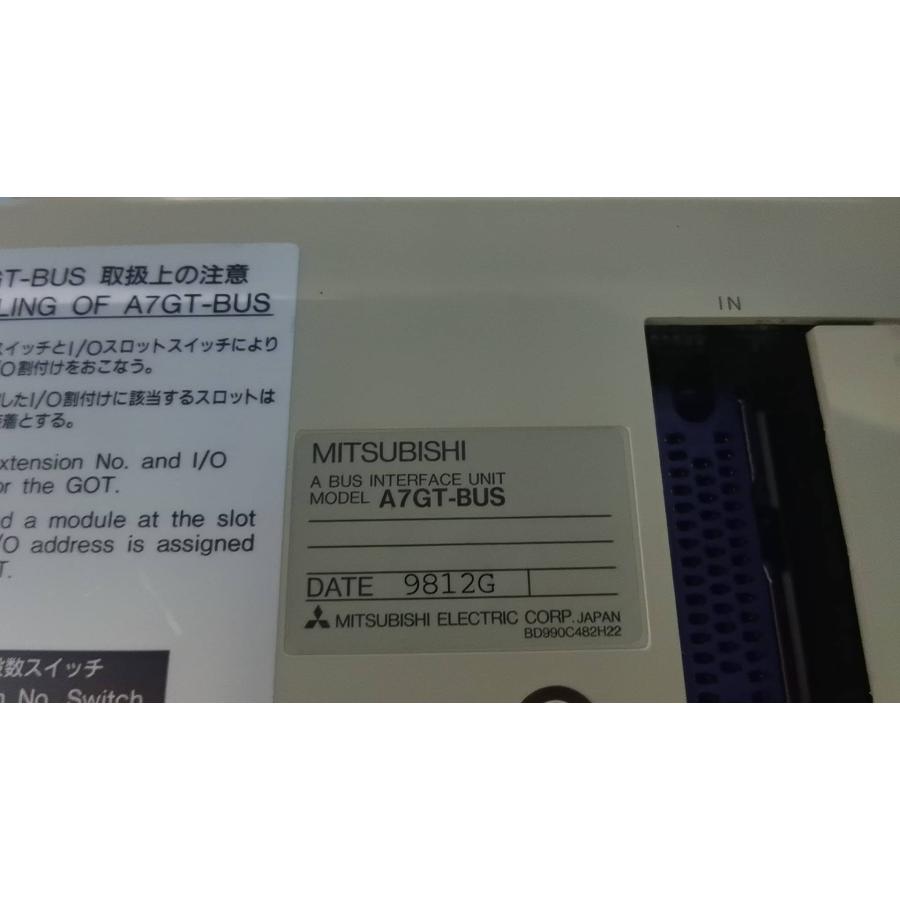 GT-BUS 取扱上の注意
LING OF A7GT-BUS
スイッチとI/Oスロットスイッチにより
/O割付けをおこなう。
したI/O割付けに該当するスロットは
着とする。
xtension No. and I/O
or the GOT.
d a module at the slot
/O address is assigned
T.
数スイッチ
n No. Switch
IN
MITSUBISHI
A BUS INTERFACE UNIT
MODEL A7GT-BUS
DATE 9812G
MITSUBISHI ELECTRIC CORP. JAPAN
BD990C482H22